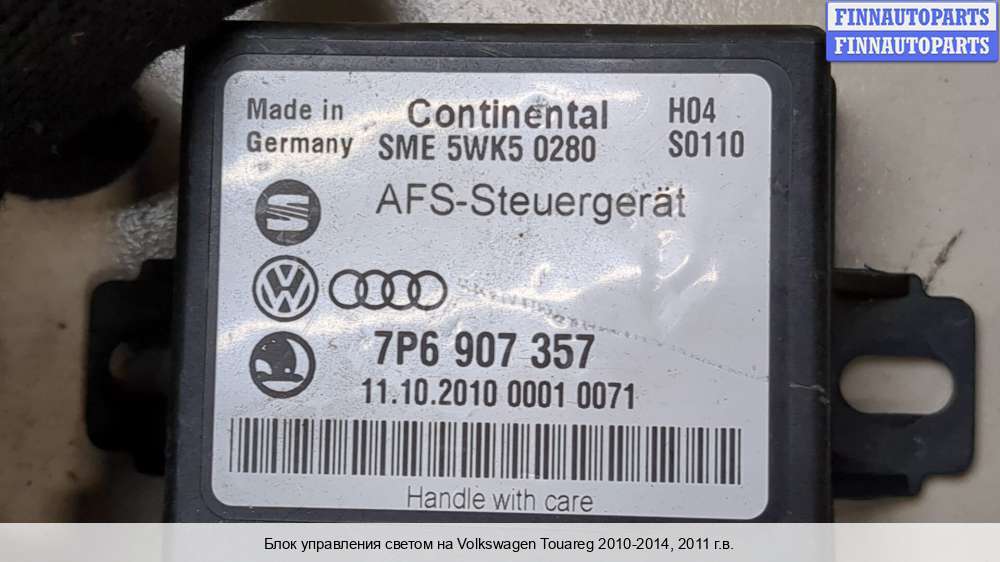 FINNAUTOPARTS
FINNAUTOPARTS
Made in
Germany
Continental
SME 5WK5 0280
H04
S0110
AFS-Steuergerät
7P6 907 357
11.10.2010 0001 0071
Handle with care
Блок управления светом на Volkswagen Touareg 2010-2014, 2011 г.в.